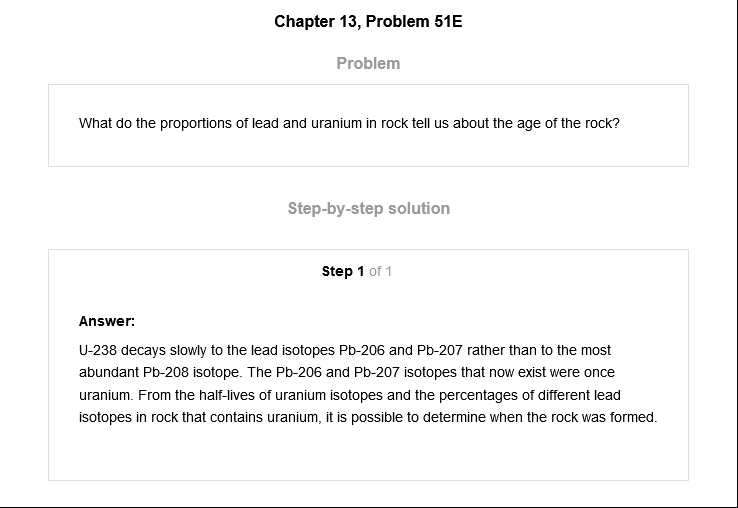 Chapter 13, Problem 51E
Problem
What do the proportions of lead and uranium in rock tell us about the age of the rock?
Step-by-step solution
Step 1 of 1
Answer:
U-238 decays slowly to the lead isotopes Pb-206 and Pb-207 rather than to the most
abundant Pb-208 isotope. The Pb-206 and Pb-207 isotopes that now exist were once
uranium. From the half-lives of uranium isotopes and the percentages of different lead
isotopes in rock that contains uranium, it is possible to determine when the rock was formed.